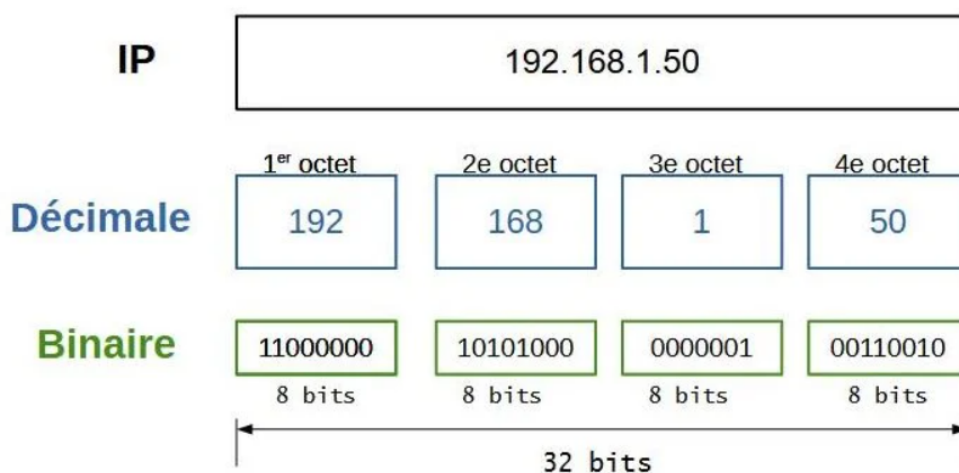 IP 192.168.1.50
1er octet 2e octet 3e octet 4e octet
Décimale 192 168 1 50
Binaire 11000000 10101000 0000001 00110010
8 bits 8 bits 8 bits 8 bits
32 bits